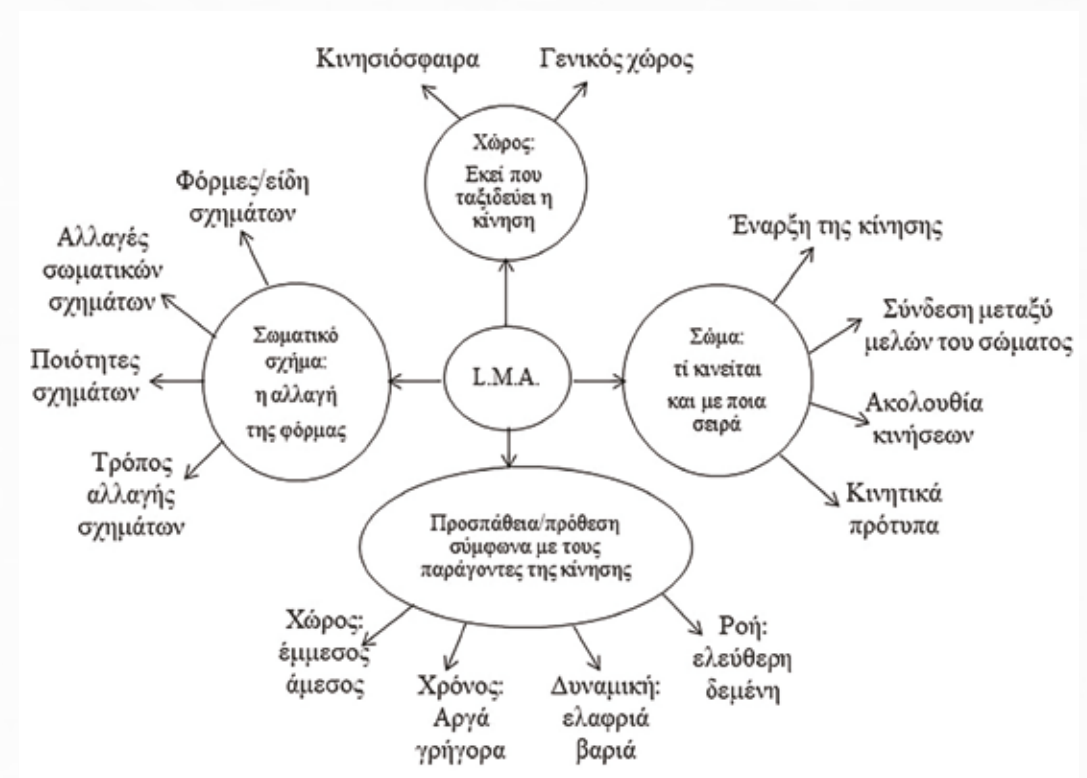 Κινησιόσφαιρα
Γενικός χώρος
Χώρος:
Εκεί που
ταξιδεύει η
κίνηση
Φόρμες/είδη
σχημάτων
Αλλαγές
σωματικών
σχημάτων
Ποιότητες
σχημάτων
Τρόπος
αλλαγής
σχημάτων
Σωματικό
σχήμα:
η αλλαγή
της φόρμας
L.M.A.
Σώμα:
τί κινείται
και με ποια
σειρά
Έναρξη της κίνησης
Σύνδεση μεταξύ
μελών του σώματος
Ακολουθία
κινήσεων
Κινητικά
πρότυπα
Προσπάθεια/πρόθεση
σύμφωνα με τους
παράγοντες της κίνησης
Χώρος:
έμμεσος
άμεσος
Χρόνος:
Αργά
γρήγορα
Δυναμική:
ελαφριά
βαριά
Ροή:
ελεύθερη
δεμένη